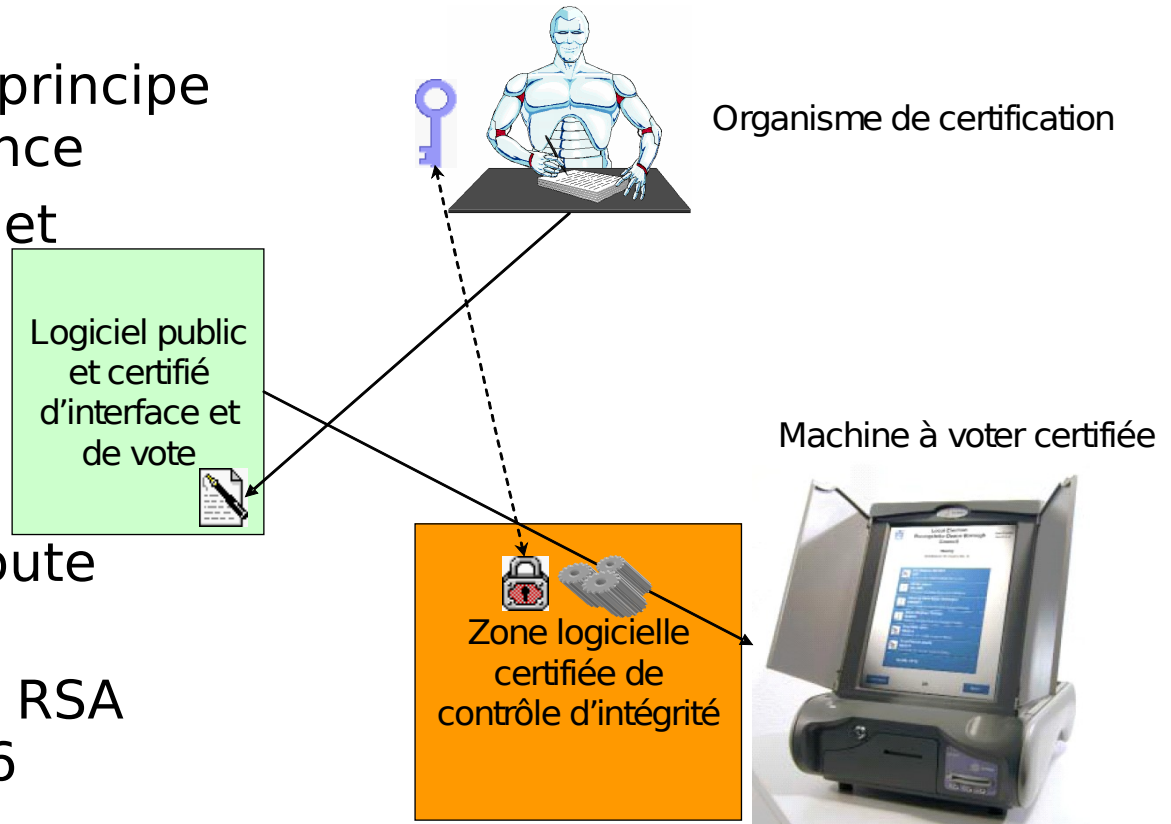 principe
nce
Organisme de certification
et
Logiciel public
et certifié
d'interface et
de vote
Machine à voter certifiée
oute
Zone logicielle
certifiée de
contrôle d'intégrité
RSA
6